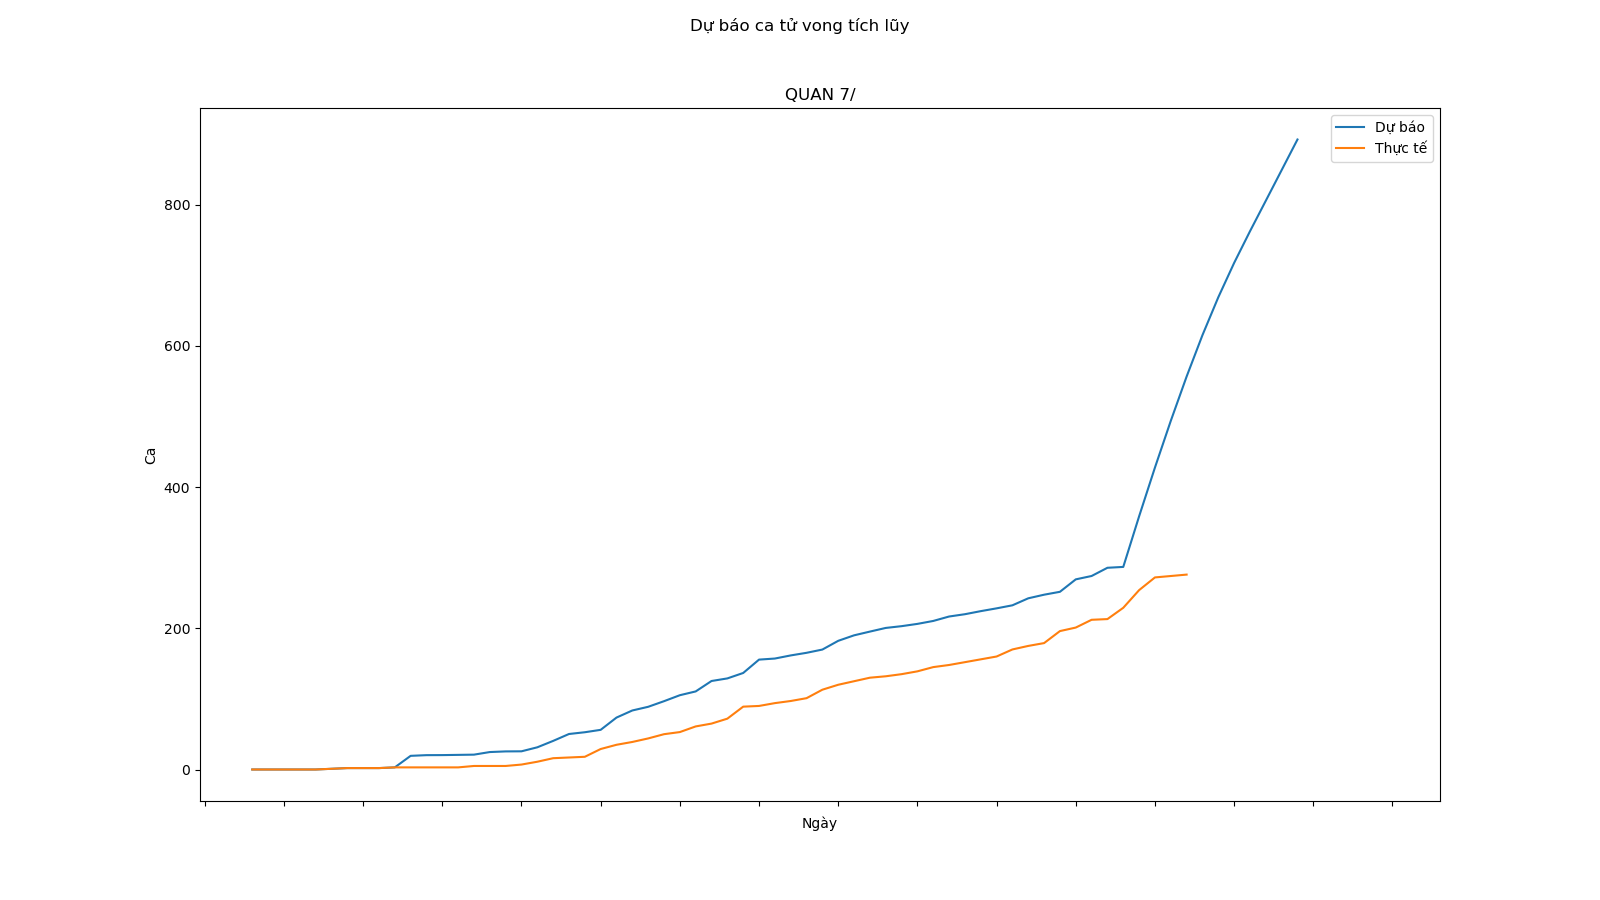 Dự báo ca tử vong tích lũy
QUAN 7/
Dự báo
Thực tế
800
600
400
200
0
Ca
Ngày